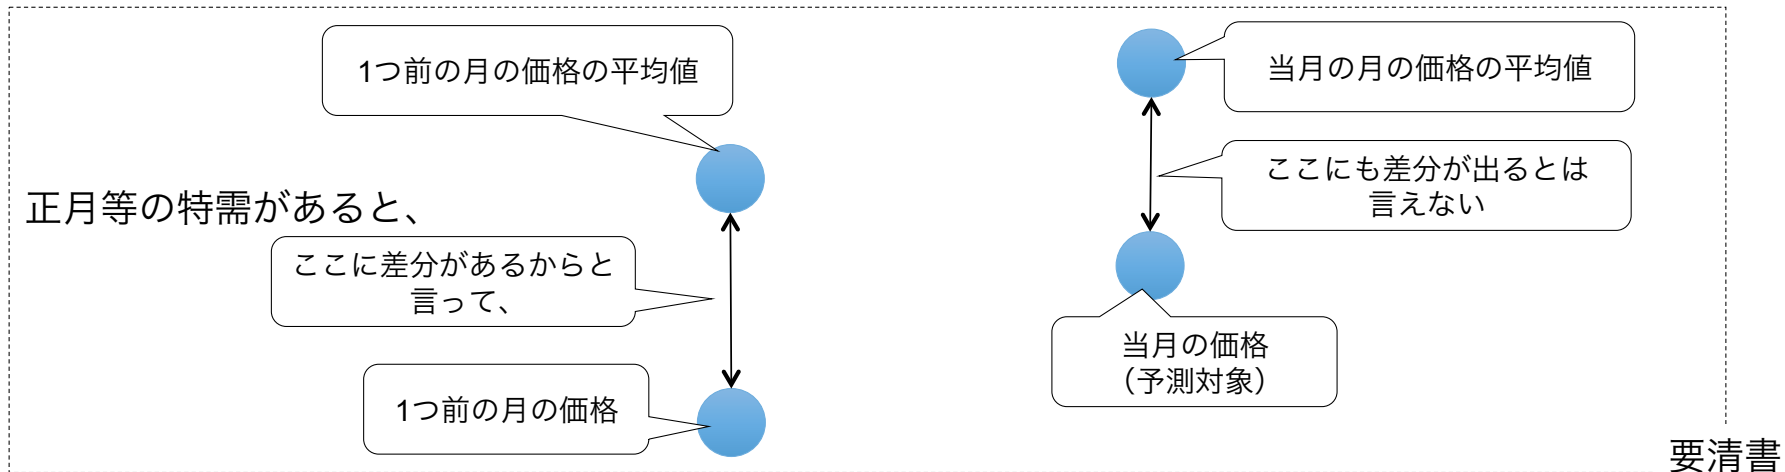 1つ前の月の価格の平均値
当月の月の価格の平均値
ここにも差分が出るとは
言えない
正月等の特需があると、
ここに差分があるからと
言って、
当月の価格
（予測対象）
1つ前の月の価格
要清書